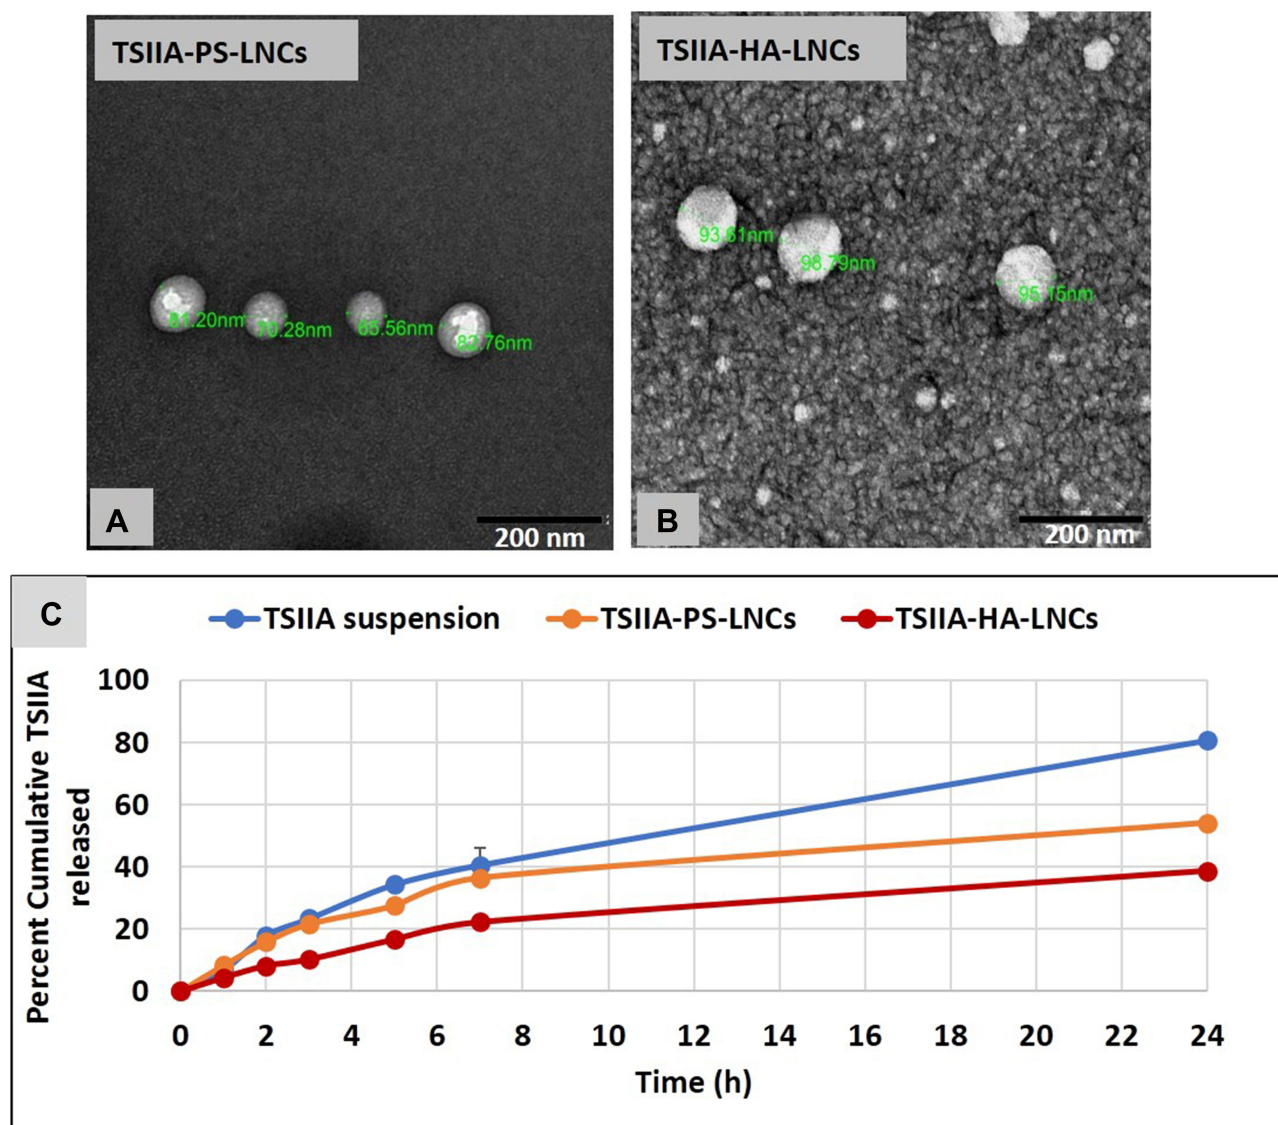 TSIIA-PS-LNCs
81.20nm
70.28nm
65.56nm
82.76nm
A
200 nm
TSIIA-HA-LNCs
93.61nm
98.79nm
95.15nm
B
200 nm
C
TSIIA suspension
TSIIA-PS-LNCs
TSIIA-HA-LNCs
Percent Cumulative TSIIA
released
100
80
60
40
20
0
0 2 4 6 8 10 12 14 16 18 20 22 24
Time (h)